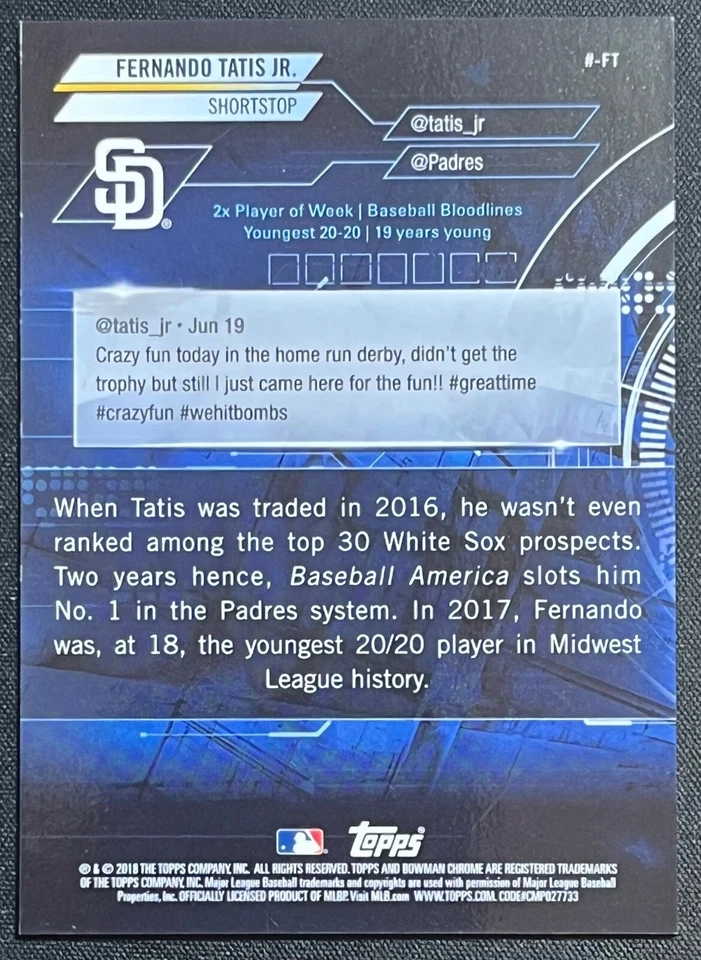 FERNANDO TATIS JR.
#-FT
SHORTSTOP
@tatis_jr
@Padres
SD®
2x Player of Week | Baseball Bloodlines
Youngest 20-20 | 19 years young
@tatis_jr • Jun 19
Crazy fun today in the home run derby, didn't get the
trophy but still I just came here for the fun!! #greattime
#crazyfun #wehitbombs
When Tatis was traded in 2016, he wasn't even
ranked among the top 30 White Sox prospects.
Two years hence, Baseball America slots him
No. 1 in the Padres system. In 2017, Fernando
was, at 18, the youngest 20/20 player in Midwest
League history.
topps
® & © 2018 THE TOPPS COMPANY, INC. ALL RIGHTS RESERVED. TOPPS AND BOWMAN CHROME ARE REGISTERED TRADEMARKS
OF THE TOPPS COMPANY, INC. Major League Baseball trademarks and copyrights are used with permission of Major League Baseball
Properties, Inc. OFFICIALLY LICENSED PRODUCT OF MLBP. Visit MLB.com WWW.TOPPS.COM. CODE#CMP027733